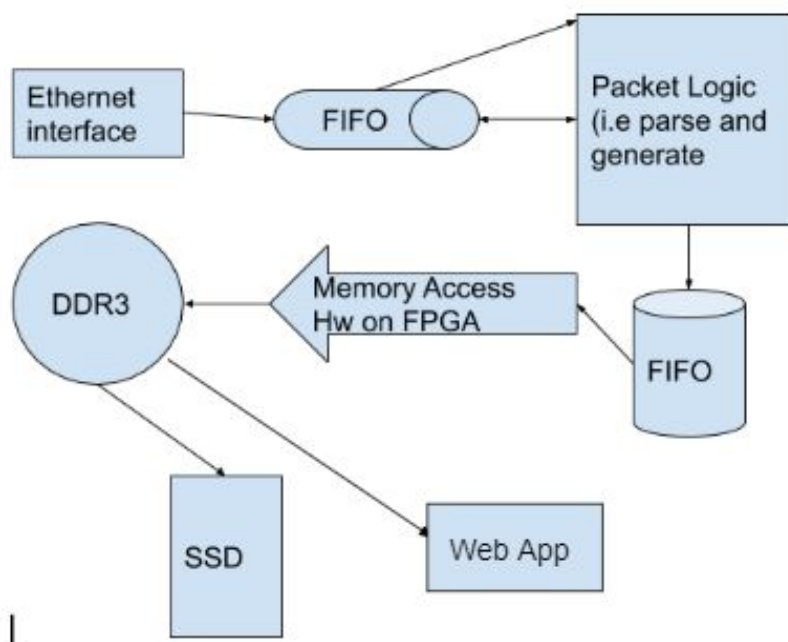 Ethernet
interface
FIFO
Packet Logic
(i.e parse and
generate
DDR3
Memory Access
Hw on FPGA
FIFO
SSD
Web App